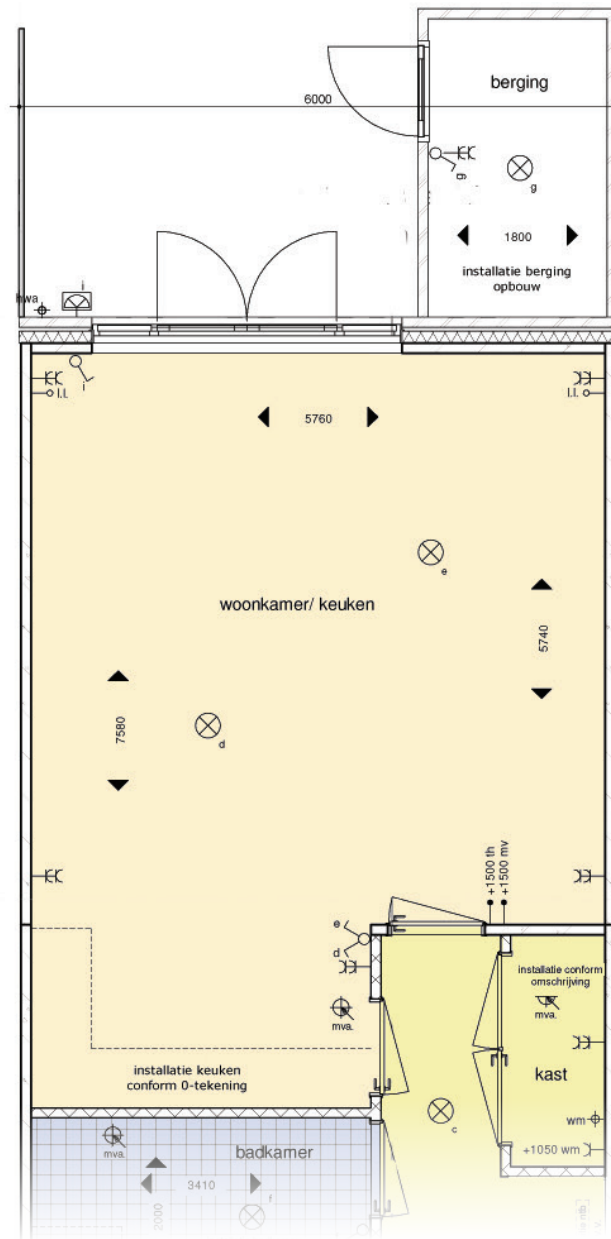 berging
6000
g
g
1800
installatie berging
opbouw
hwa
i
i
l.l.
l.l.
5760
e
woonkamer/ keuken
5740
7580
d
+1500 th
+1500 mv
e
d
installatie conform
omschrijving
mva.
mva.
kast
installatie keuken
conform 0-tekening
c
wm
mva.
badkamer
+1050 wm
3410
2000
f